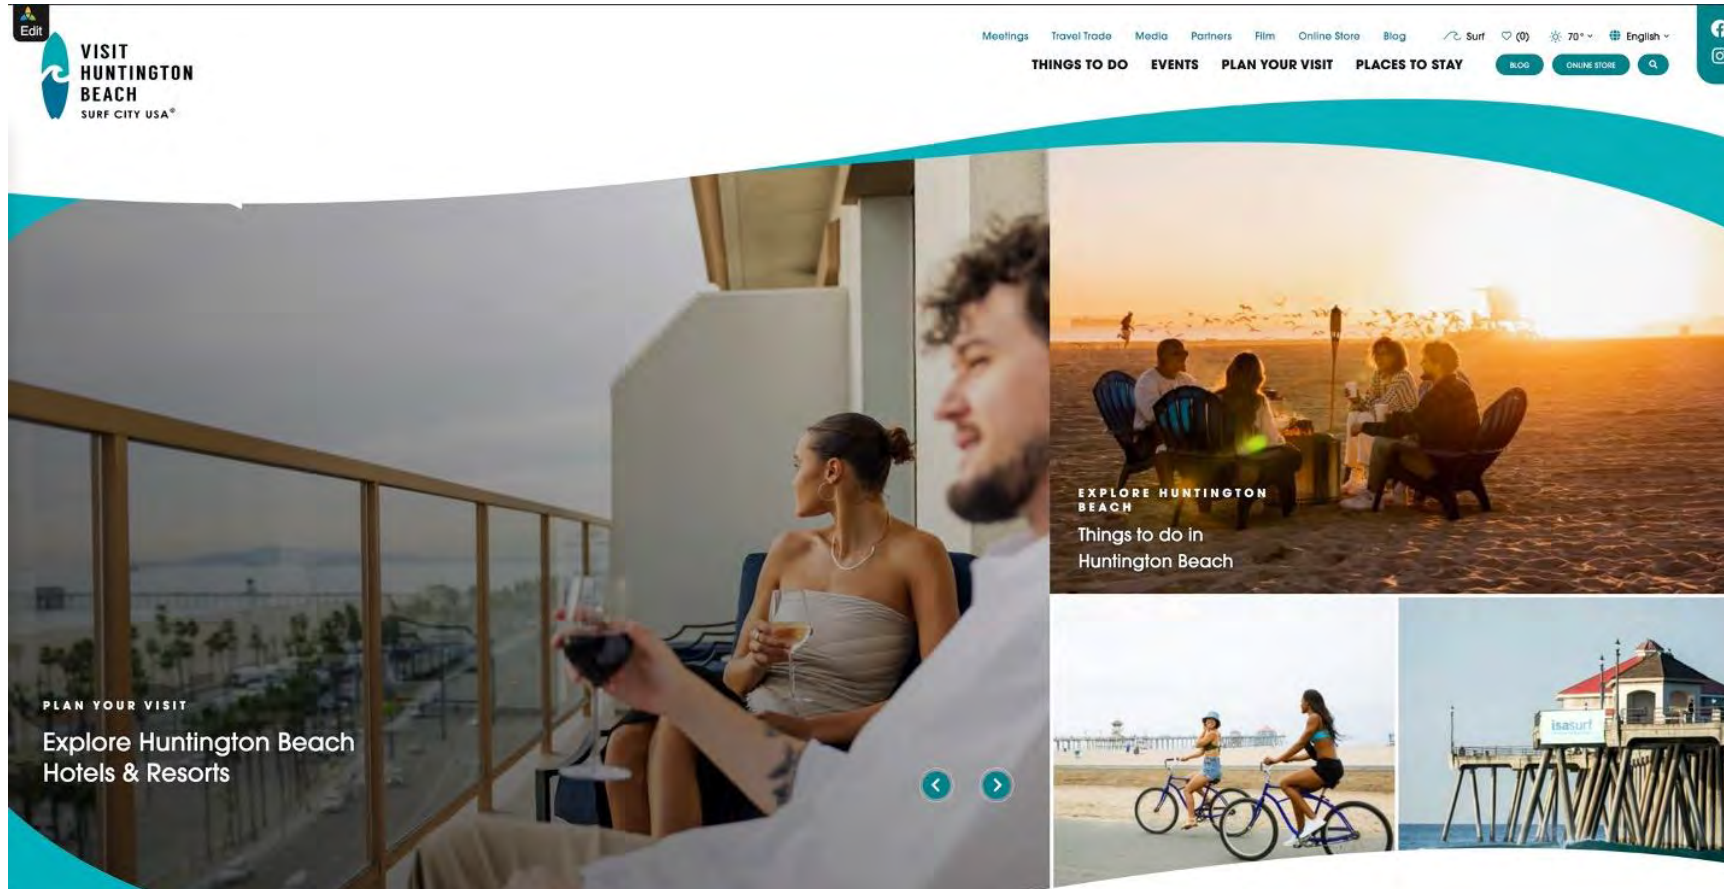 Edit
VISIT
HUNTINGTON
BEACH
SURF CITY USA®
Meetings Travel Trade Media Partners Film Online Store Blog Surf (0) 70° English
THINGS TO DO EVENTS PLAN YOUR VISIT PLACES TO STAY BLOG ONLINE STORE
EXPLORE HUNTINGTON
BEACH
Things to do in
Huntington Beach
PLAN YOUR VISIT
Explore Huntington Beach
Hotels & Resorts
isasurf